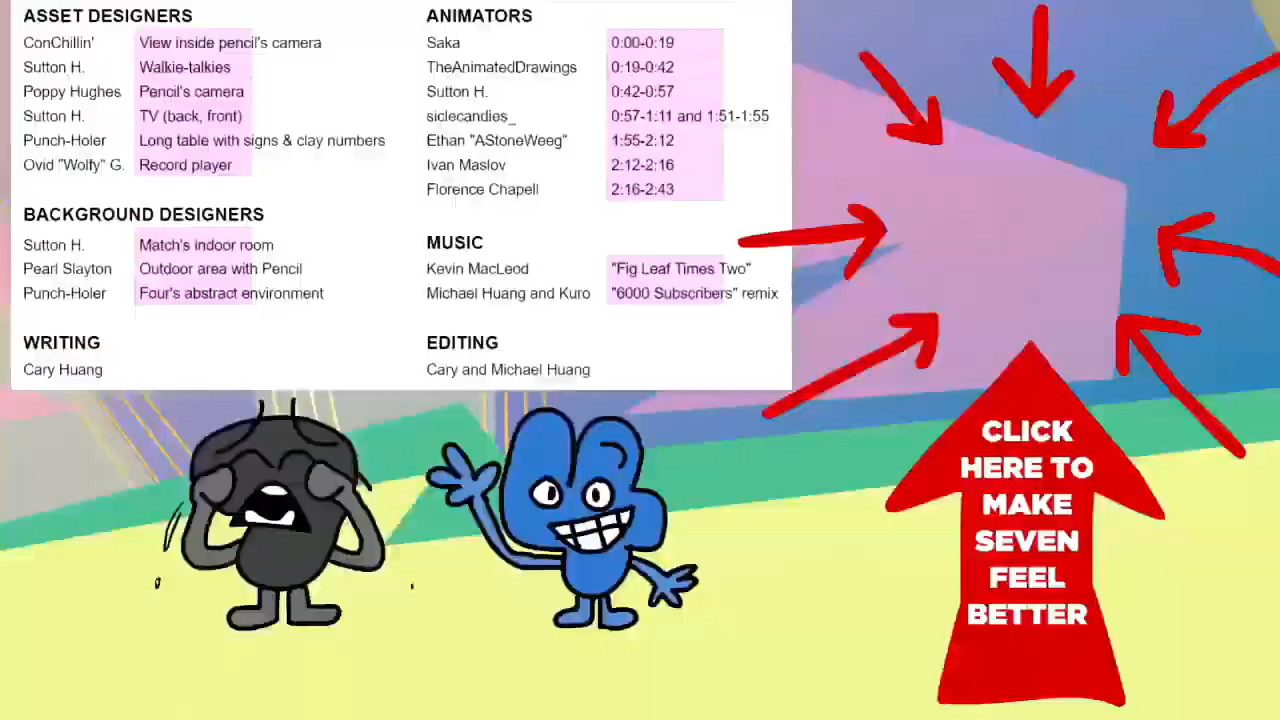 ASSET DESIGNERS
ConChillin' View inside pencil's camera
Sutton H. Walkie-talkies
Poppy Hughes Pencil's camera
Sutton H. TV (back, front)
Punch-Holer Long table with signs & clay numbers
Ovid "Wolfy" G. Record player
BACKGROUND DESIGNERS
Sutton H. Match's indoor room
Pearl Slayton Outdoor area with Pencil
Punch-Holer Four's abstract environment
WRITING
Cary Huang
ANIMATORS
Saka 0:00-0:19
TheAnimatedDrawings 0:19-0:42
Sutton H. 0:42-0:57
siclecandies_ 0:57-1:11 and 1:51-1:55
Ethan "AStoneWeeg" 1:55-2:12
Ivan Maslov 2:12-2:16
Florence Chapell 2:16-2:43
MUSIC
Kevin MacLeod "Fig Leaf Times Two"
Michael Huang and Kuro "6000 Subscribers" remix
EDITING
Cary and Michael Huang
CLICK
HERE TO
MAKE
SEVEN
FEEL
BETTER